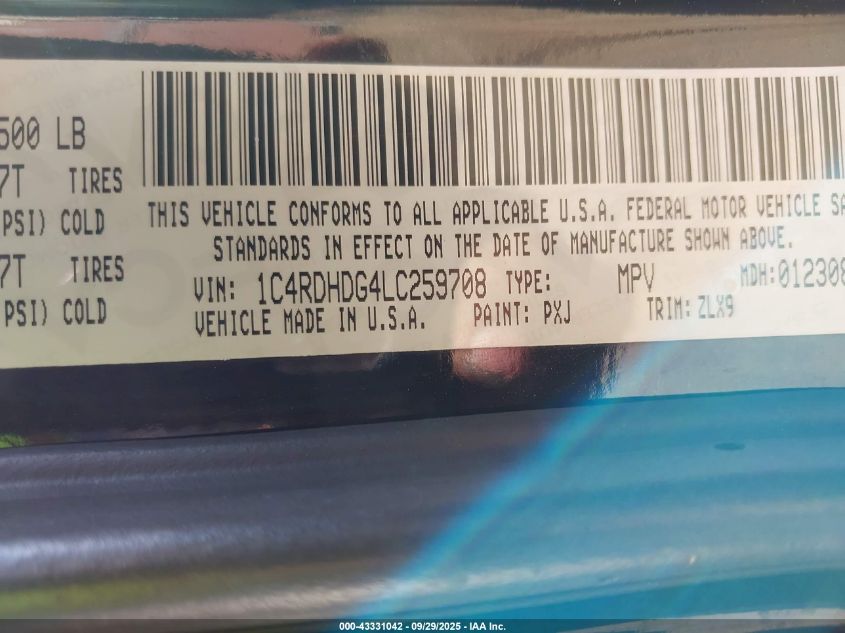 500 LB
7T TIRES
PSI) COLD
7T TIRES
PSI) COLD
THIS VEHICLE CONFORMS TO ALL APPLICABLE U.S.A. FEDERAL MOTOR VEHICLE SA
STANDARDS IN EFFECT ON THE DATE OF MANUFACTURE SHOWN ABOVE.
VIN: 1C4RDHDG4LC259708 TYPE: MPV MDH:012308
VEHICLE MADE IN U.S.A. PAINT: PXJ TRIM: ZLX9
000-43331042 - 09/29/2025 - IAA Inc.